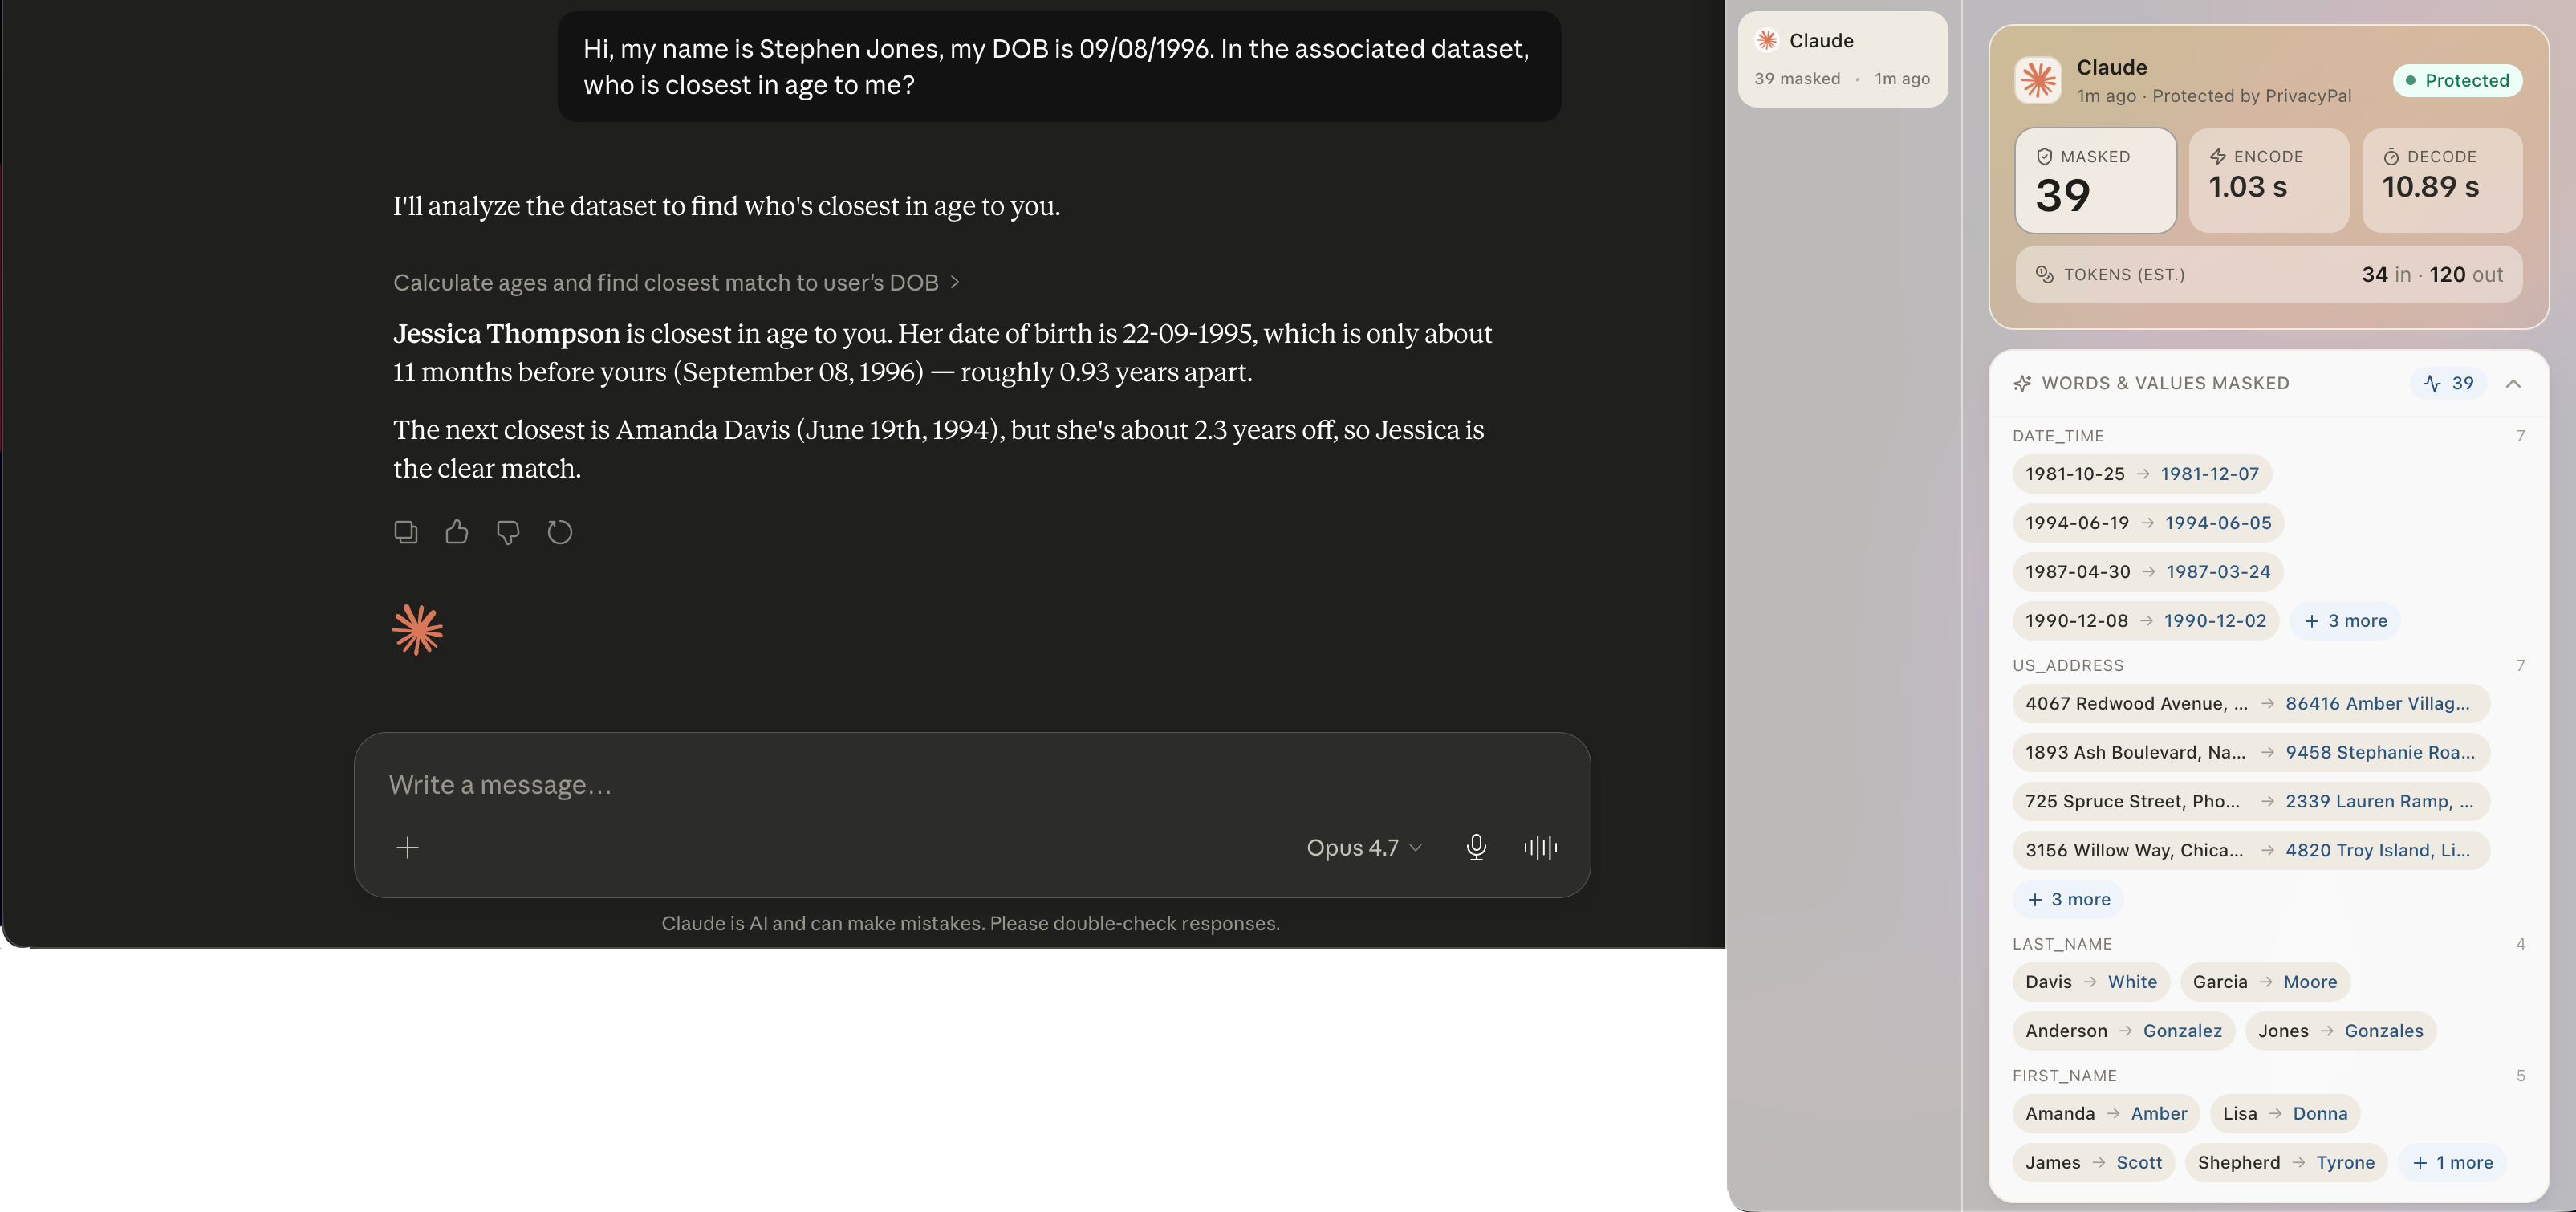 Hi, my name is Stephen Jones, my DOB is 09/08/1996. In the associated dataset,
who is closest in age to me?
I'll analyze the dataset to find who's closest in age to you.
Calculate ages and find closest match to user's DOB
Jessica Thompson is closest in age to you. Her date of birth is 22-09-1995, which is only about
11 months before yours (September 08, 1996) — roughly 0.93 years apart.
The next closest is Amanda Davis (June 19th, 1994), but she's about 2.3 years off, so Jessica is
the clear match.
Write a message...
Opus 4.7
Claude is AI and can make mistakes. Please double-check responses.
Claude
39 masked · 1m ago
Claude
1m ago · Protected by PrivacyPal
Protected
MASKED
39
ENCODE
1.03 s
DECODE
10.89 s
TOKENS (EST.)
34 in · 120 out
WORDS & VALUES MASKED
39
DATE_TIME
7
1981-10-25 → 1981-12-07
1994-06-19 → 1994-06-05
1987-04-30 → 1987-03-24
1990-12-08 → 1990-12-02
+ 3 more
US_ADDRESS
7
4067 Redwood Avenue, ... → 86416 Amber Villag...
1893 Ash Boulevard, Na... → 9458 Stephanie Roa...
725 Spruce Street, Pho... → 2339 Lauren Ramp, ...
3156 Willow Way, Chica... → 4820 Troy Island, Li...
+ 3 more
LAST_NAME
4
Davis → White
Garcia → Moore
Anderson → Gonzalez
Jones → Gonzales
FIRST_NAME
5
Amanda → Amber
Lisa → Donna
James → Scott
Shepherd → Tyrone
+ 1 more